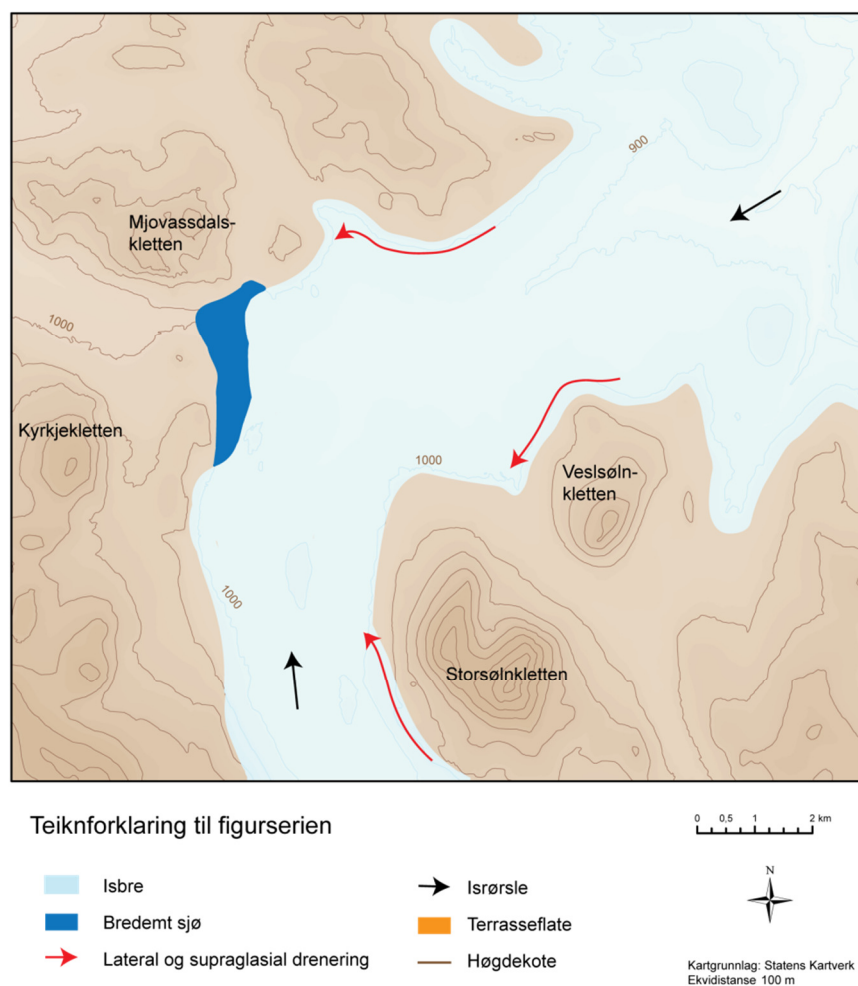 900
Mjovassdals-
kletten
1000
Kyrkjekletten
1000
Veslsøln-
kletten
1000
Storsølnkletten
Teiknforklaring til figurserien
0 0,5 1 2 km
Isbre
Isrørsle
N
Bredemt sjø
Terrasseflate
Lateral og supraglasial drenering
Høgdekote
Kartgrunnlag: Statens Kartverk
Ekvidistanse 100 m